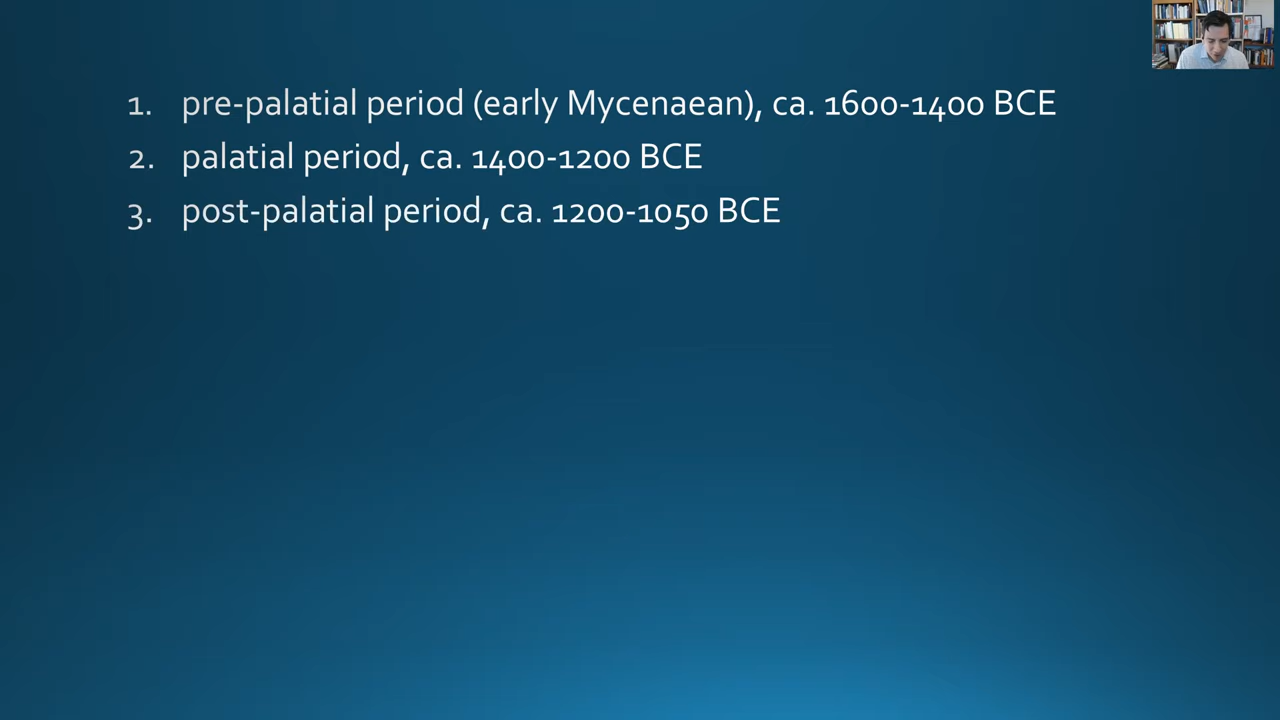 1. pre-palatial period (early Mycenaean), ca. 1600-1400 BCE
2. palatial period, ca. 1400-1200 BCE
3. post-palatial period, ca. 1200-1050 BCE